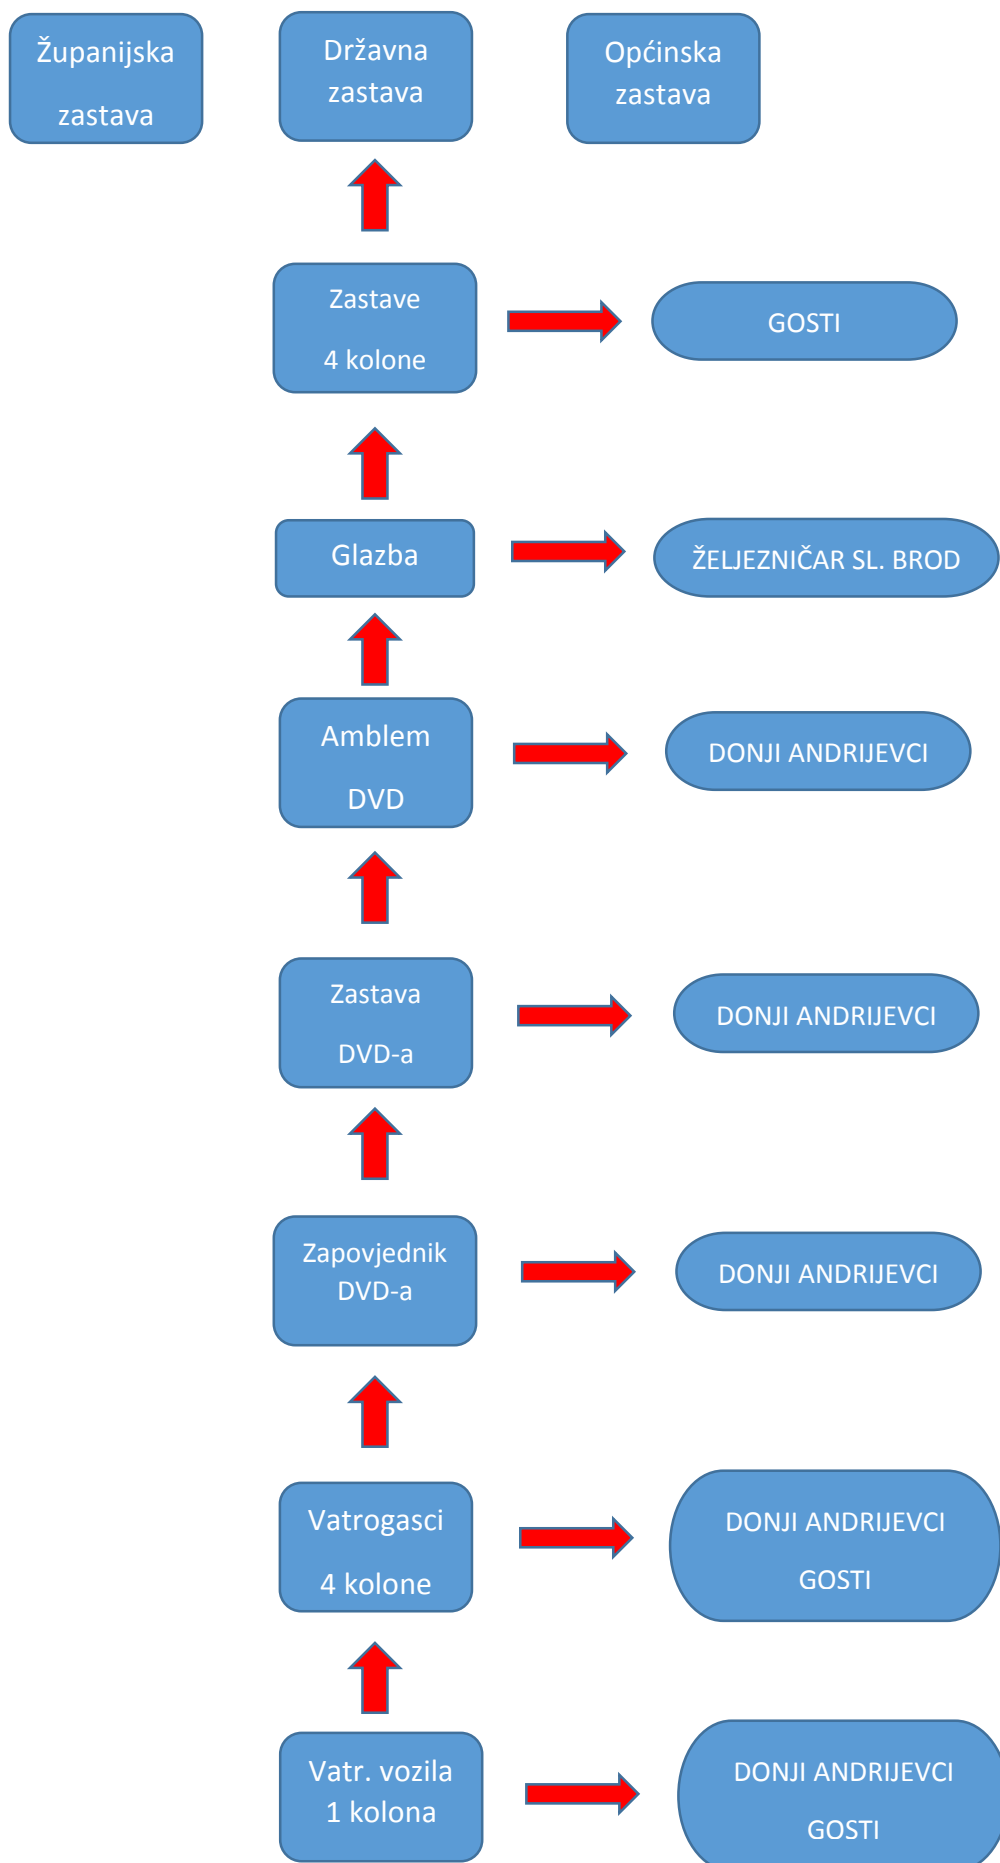 Županijska
zastava
Državna
zastava
Općinska
zastava
Zastave
4 kolone
GOSTI
Glazba
ŽELJEZNIČAR SL. BROD
Amblem
DVD
DONJI ANDRIJEVCI
Zastava
DVD-a
DONJI ANDRIJEVCI
Zapovjednik
DVD-a
DONJI ANDRIJEVCI
Vatrogasci
4 kolone
DONJI ANDRIJEVCI
GOSTI
Vatr. vozila
1 kolona
DONJI ANDRIJEVCI
GOSTI